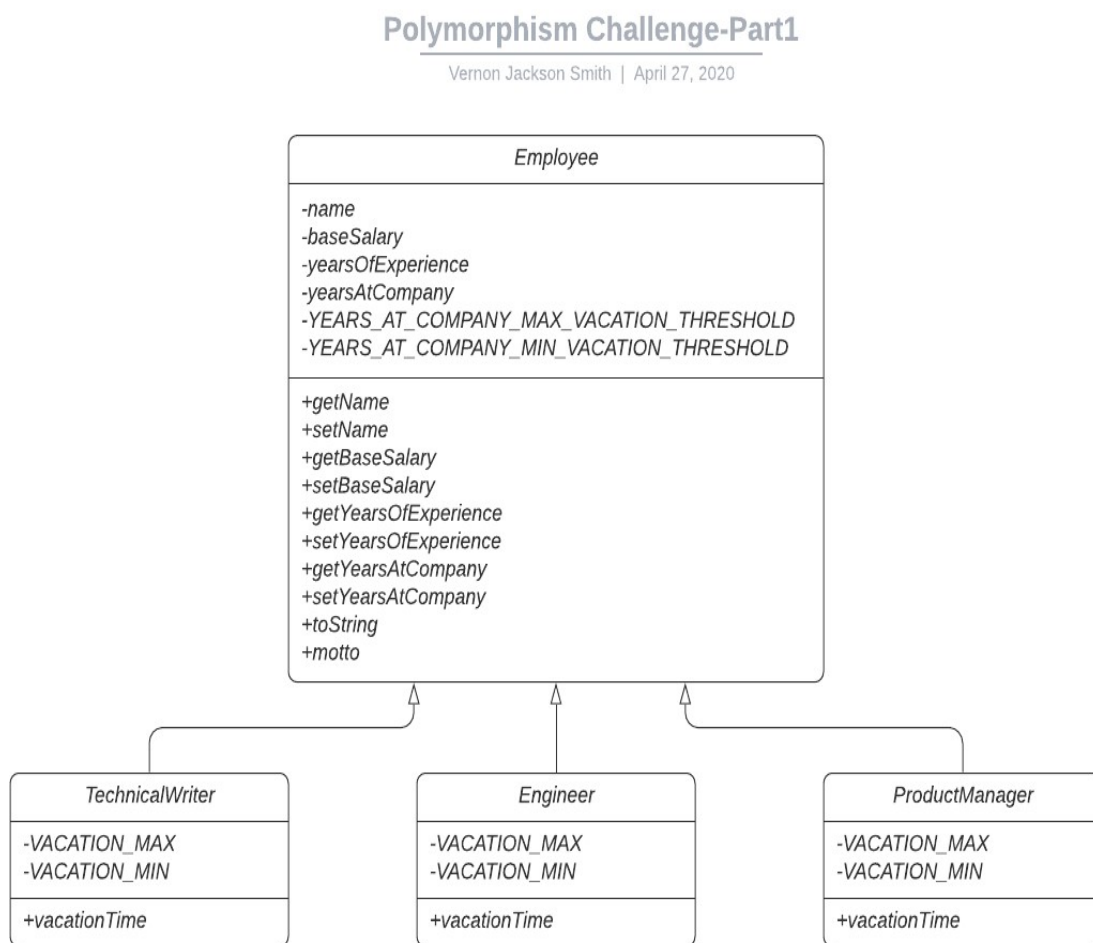 Polymorphism Challenge-Part1
Vernon Jackson Smith | April 27, 2020
Employee
-name
-baseSalary
-yearsOfExperience
-yearsAtCompany
-YEARS_AT_COMPANY_MAX_VACATION_THRESHOLD
-YEARS_AT_COMPANY_MIN_VACATION_THRESHOLD
+getName
+setName
+getBaseSalary
+setBaseSalary
+getYearsOfExperience
+setYearsOfExperience
+getYearsAtCompany
+setYearsAtCompany
+toString
+motto
TechnicalWriter
-VACATION_MAX
-VACATION_MIN
+vacationTime
Engineer
-VACATION_MAX
-VACATION_MIN
+vacationTime
ProductManager
-VACATION_MAX
-VACATION_MIN
+vacationTime